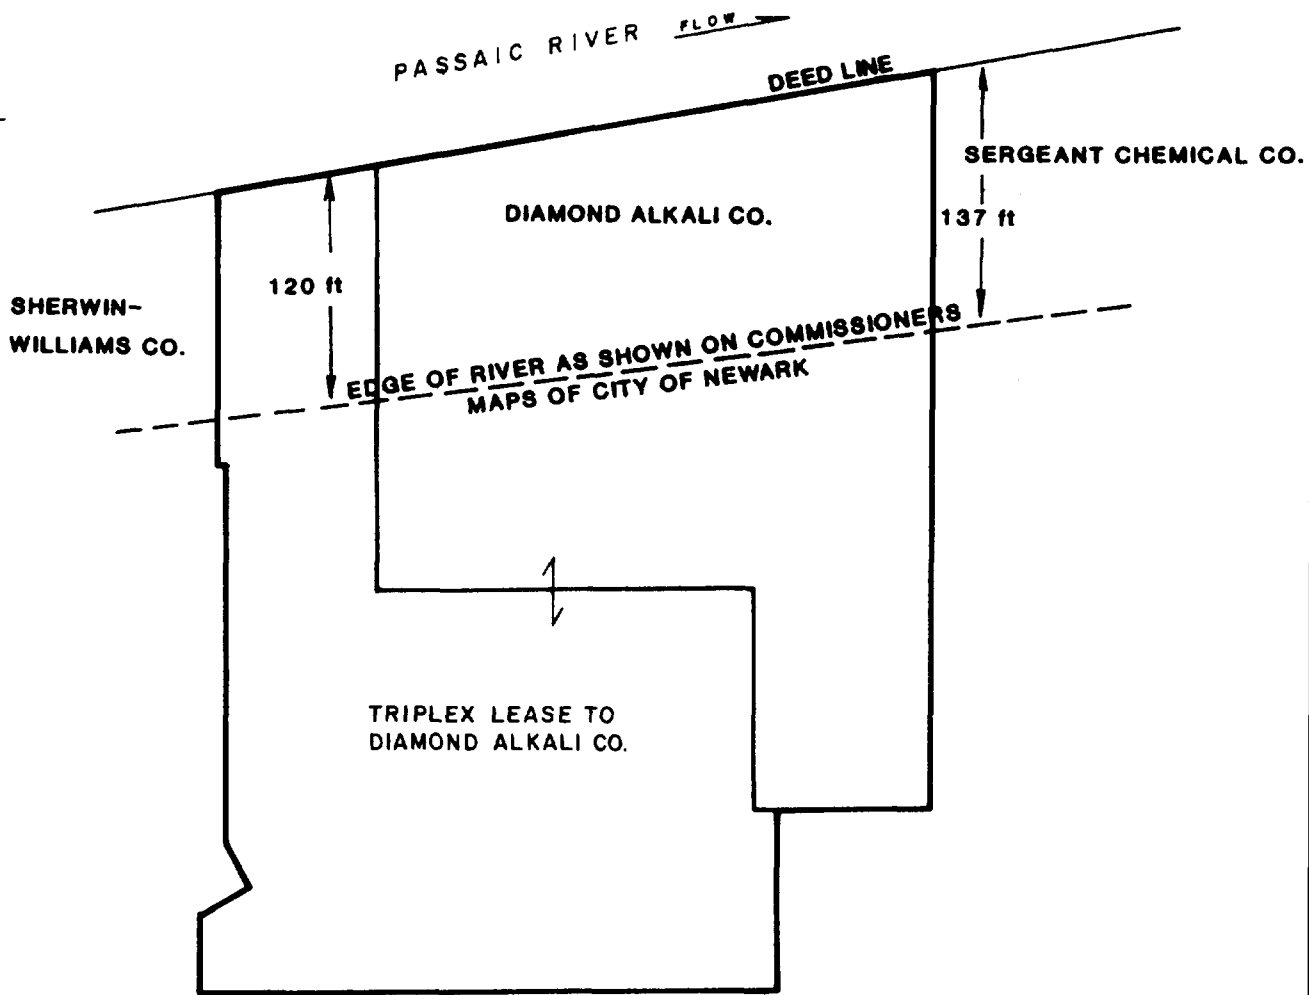 PASSAIC RIVER
FLOW
DEED LINE
SERGEANT CHEMICAL CO.
DIAMOND ALKALI CO.
137 ft
120 ft
SHERWIN-
WILLIAMS CO.
EDGE OF RIVER AS SHOWN ON COMMISSIONERS
MAPS OF CITY OF NEWARK
TRIPLEX LEASE TO
DIAMOND ALKALI CO.